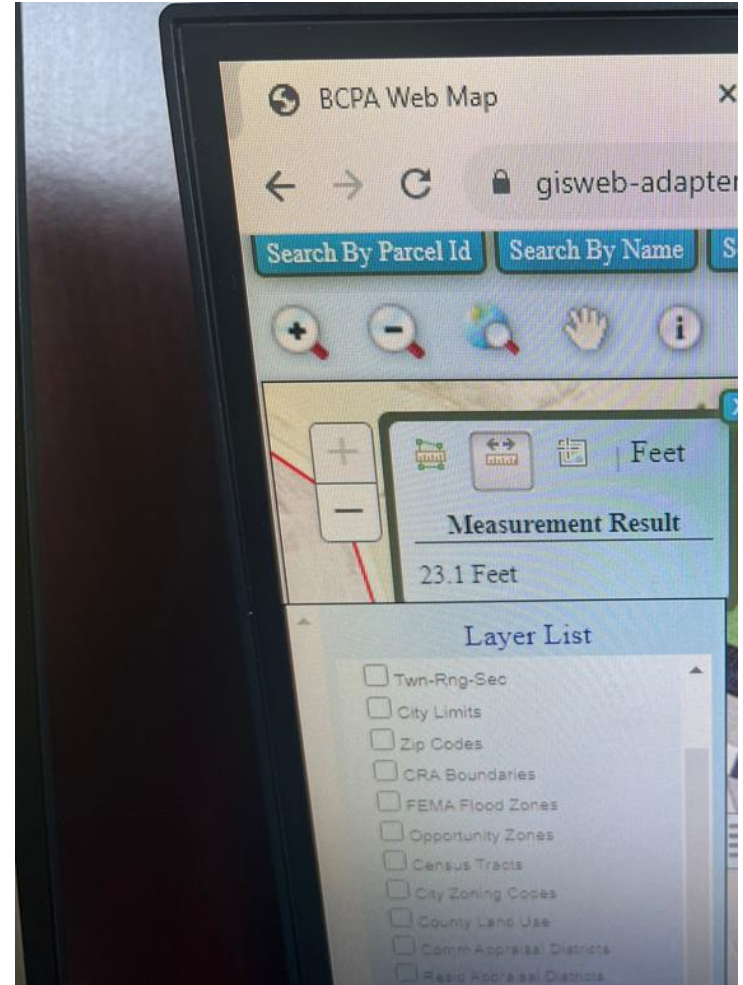 BCPA Web Map
gisweb-adapter
Search By Parcel Id Search By Name S
i
| Feet
Measurement Result
23.1 Feet
Layer List
Twn-Rng-Sec
City Limits
Zip Codes
CRA Boundaries
FEMA Flood Zones
Opportunity Zones
Census Tracts
City Zoning Codes
County Land Use
Comm Appraisal Districts
Resid Appraisal Districts